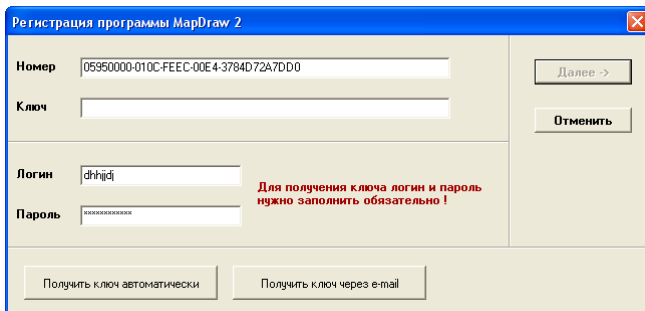 Регистрация программы MapDraw 2
Номер 05950000-010C-FEEC-00E4-3784D72A7DD0
Далее ->
Ключ
Отменить
Логин dhhjjdj
Для получения ключа логин и пароль
нужно заполнить обязательно !
Пароль ************
Получить ключ автоматически Получить ключ через e-mail